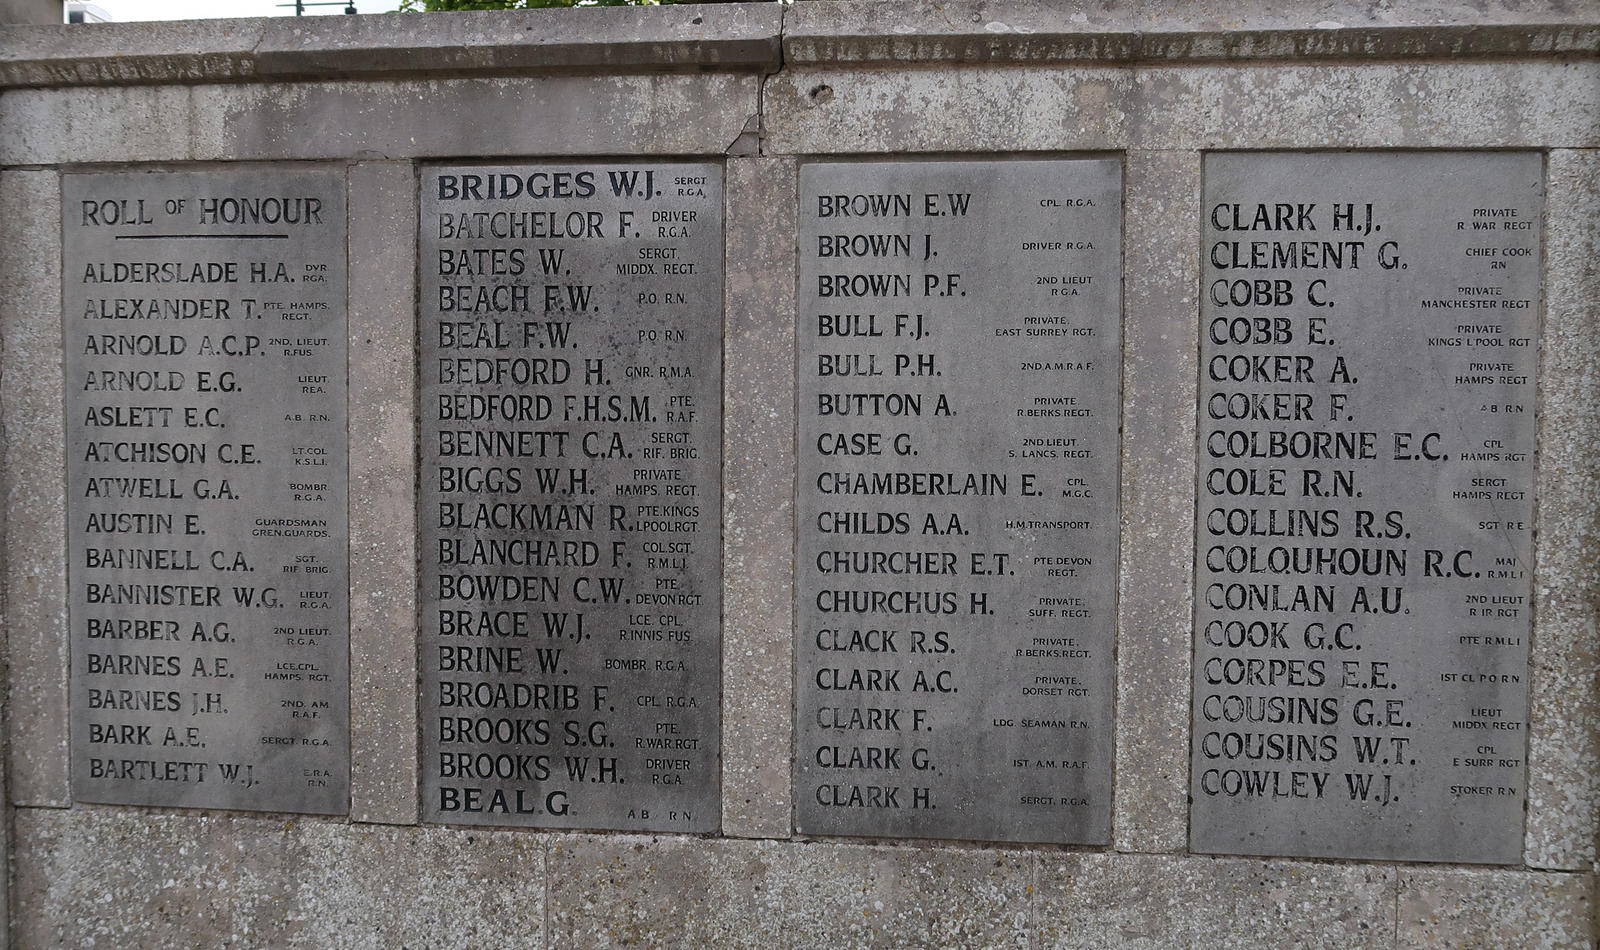 ROLL OF HONOUR
ALDERSLADE H.A. DVR R.G.A.
ALEXANDER T. PTE. HAMPS. REGT.
ARNOLD A.C.P. 2ND. LIEUT. R.FUS.
ARNOLD E.G. LIEUT. REA.
ASLETT E.C. A.B. R.N.
ATCHISON C.E. LT.COL K.S.L.I.
ATWELL G.A. BOMBR. R.G.A.
AUSTIN E. GUARDSMAN GREN.GUARDS.
BANNELL C.A. SGT. RIF BRIG.
BANNISTER W.G. LIEUT. R.G.A.
BARBER A.G. 2ND LIEUT. R.G.A.
BARNES A.E. LCE.CPL. HAMPS. RGT.
BARNES J.H. 2ND. AM R.A.F.
BARK A.E. SERGT. R.G.A.
BARTLETT W.J. E.R.A. R.N.
BRIDGES W.J. SERGT R.G.A.
BATCHELOR F. DRIVER R.G.A.
BATES W. SERGT. MIDDX. REGT.
BEACH F.W. P.O. R.N.
BEAL F.W. P.O. R.N.
BEDFORD H. GNR. R.M.A.
BEDFORD F.H.S.M. PTE. R.A.F.
BENNETT C.A. SERGT. RIF. BRIG.
BIGGS W.H. PRIVATE HAMPS. REGT.
BLACKMAN R. PTE.KINGS LPOOLRGT.
BLANCHARD F. COL.SGT. R.M.L.I.
BOWDEN C.W. PTE. DEVON RGT.
BRACE W.J. LCE. CPL. R.INNIS FUS.
BRINE W. BOMBR. R.G.A.
BROADRIB F. CPL. R.G.A.
BROOKS S.G. PTE. R.WAR.RGT.
BROOKS W.H. DRIVER R.G.A.
BEAL.G. A B R N
BROWN E.W CPL. R.G.A.
BROWN J. DRIVER R.G.A.
BROWN P.F. 2ND LIEUT R.G.A.
BULL F.J. PRIVATE. EAST SURREY RGT.
BULL P.H. 2ND.A.M.R.A.F.
BUTTON A. PRIVATE. R.BERKS REGT.
CASE G. 2ND LIEUT. S. LANCS. REGT.
CHAMBERLAIN E. CPL. M.G.C.
CHILDS A.A. H.M.TRANSPORT.
CHURCHER E.T. PTE DEVON REGT.
CHURCHUS H. PRIVATE. SUFF. REGT.
CLACK R.S. PRIVATE. R.BERKS.REGT.
CLARK A.C. PRIVATE. DORSET RGT.
CLARK F. LDG. SEAMAN R.N.
CLARK G. 1ST. A.M. R.A.F.
CLARK H. SERGT. R.G.A.
CLARK H.J. PRIVATE R. WAR REGT
CLEMENT G. CHIEF COOK RN
COBB C. PRIVATE MANCHESTER REGT
COBB E. PRIVATE KINGS L'POOL RGT
COKER A. PRIVATE HAMPS REGT
COKER F. A B R N
COLBORNE E.C. CPL HAMPS RGT
COLE R.N. SERGT HAMPS REGT
COLLINS R.S. SGT R E
COLQUHOUN R.C. MAJ R.M.L.I
CONLAN A.U. 2ND LIEUT R IR RGT
COOK G.C. PTE R M L I
CORPES E.E. 1ST CL P O R N
COUSINS G.E. LIEUT MIDDX REGT
COUSINS W.T. CPL E SURR RGT
COWLEY W.J. STOKER R N